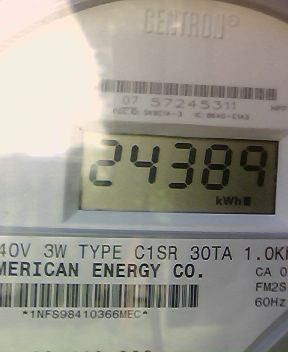 CENTRON®
07 57245311
24389
kWh
40V 3W TYPE C1SR 30TA 1.0K
MERICAN ENERGY CO.
CA 0
FM2S
60Hz
*1NFS98410366MEC*